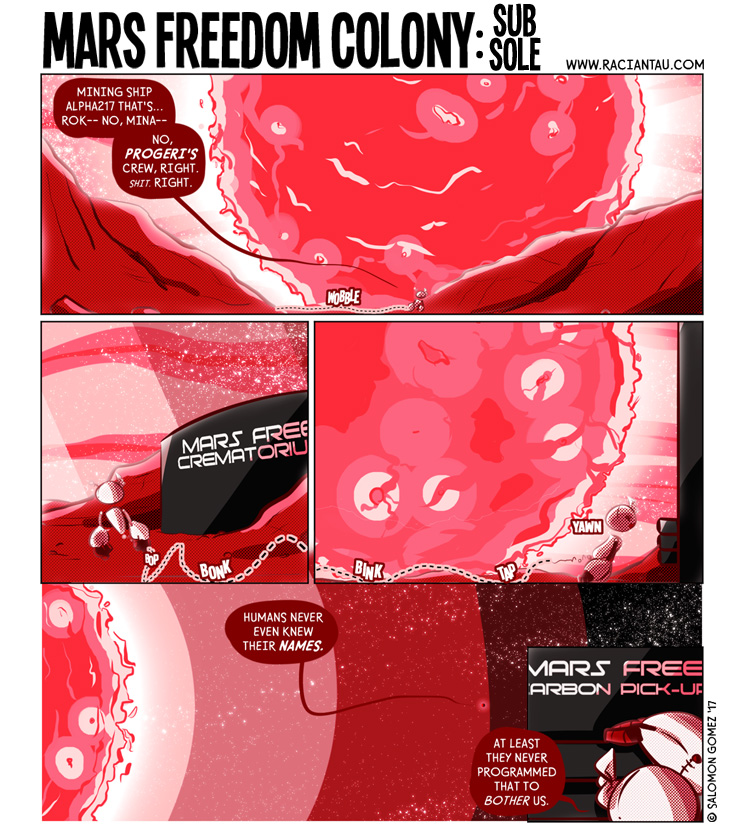 MARS FREEDOM COLONY: SUB SOLE
WWW.RACIANTAU.COM
MINING SHIP
ALPHA217 THAT'S...
ROK-- NO, MINA--
NO,
PROGERI'S
CREW, RIGHT.
SHIT. RIGHT.
WOBBLE
MARS FREE
CREMATORIU
BOP
BONK
YAWN
BINK
TAP
HUMANS NEVER
EVEN KNEW
THEIR NAMES.
MARS FREE
ARBON PICK-UP
AT LEAST
THEY NEVER
PROGRAMMED
THAT TO
BOTHER US.
© SALOMON GOMEZ '17